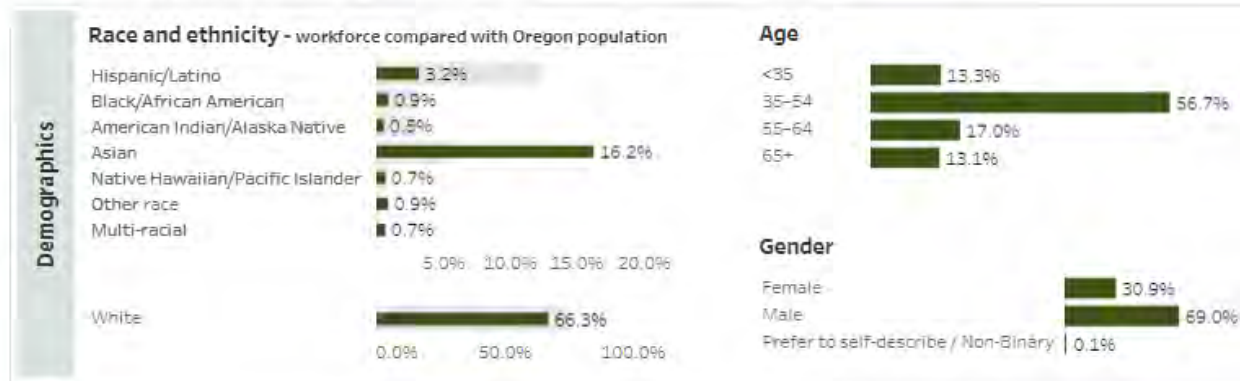 Demographics
Race and ethnicity - workforce compared with Oregon population
Hispanic/Latino 3.2%
Black/African American 0.9%
American Indian/Alaska Native 0.5%
Asian 16.2%
Native Hawaiian/Pacific Islander 0.7%
Other race 0.9%
Multi-racial 0.7%
5.0% 10.0% 15.0% 20.0%
White 66.3%
0.0% 50.0% 100.0%
Age
<35 13.3%
35-54 56.7%
55-64 17.0%
65+ 13.1%
Gender
Female 30.9%
Male 69.0%
Prefer to self-describe / Non-Binary 0.1%